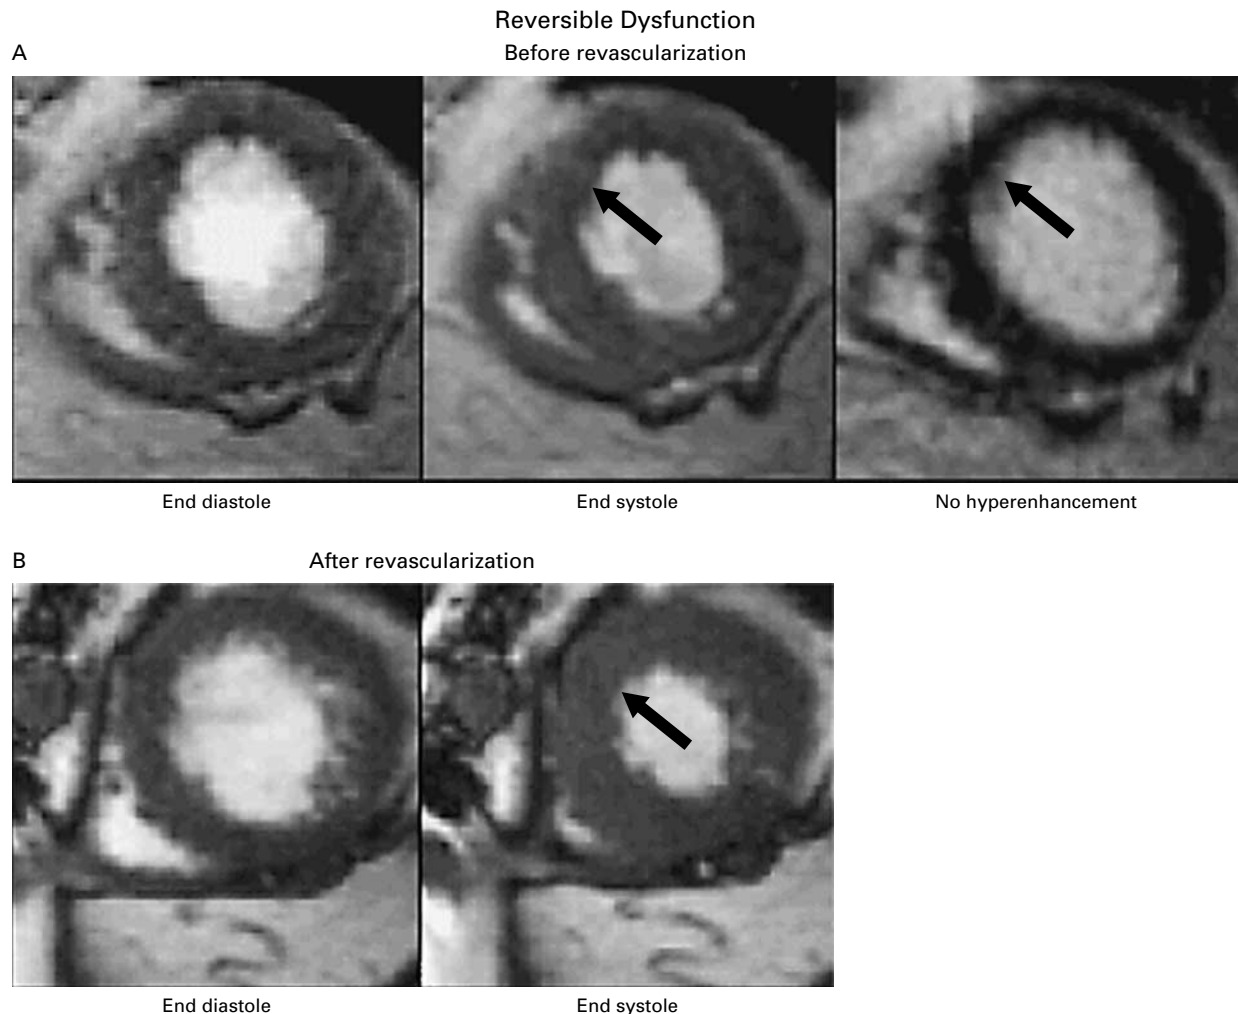 Reversible Dysfunction
A
Before revascularization
End diastole
End systole
No hyperenhancement
B
After revascularization
End diastole
End systole